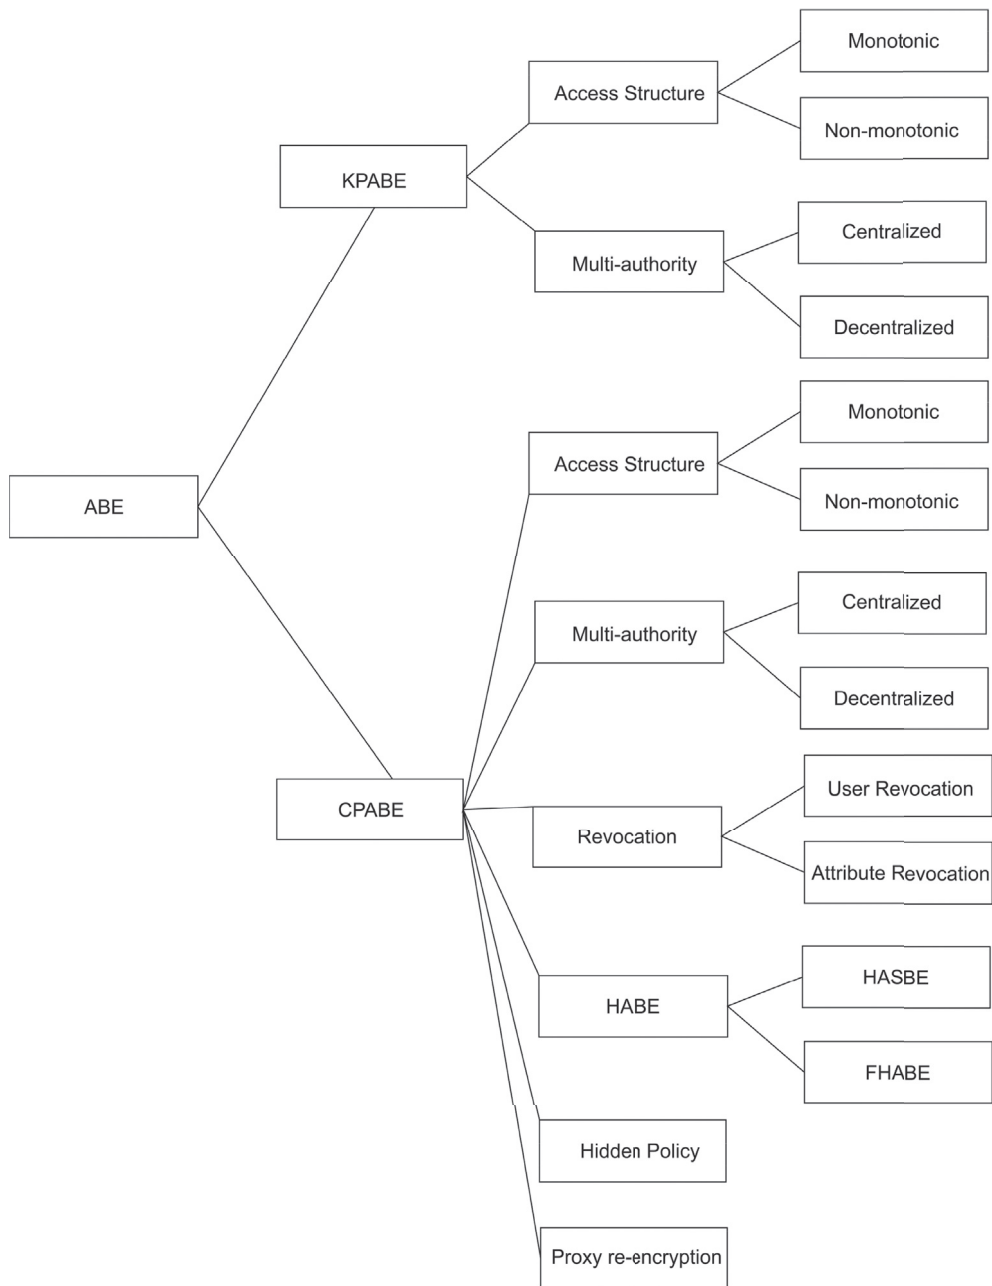 Monotonic
Access Structure
Non-monotonic
KPABE
Centralized
Multi-authority
Decentralized
Monotonic
Access Structure
Non-monotonic
ABE
Centralized
Multi-authority
Decentralized
User Revocation
CPABE
Revocation
Attribute Revocation
HASBE
HABE
FHABE
Hidden Policy
Proxy re-encryption